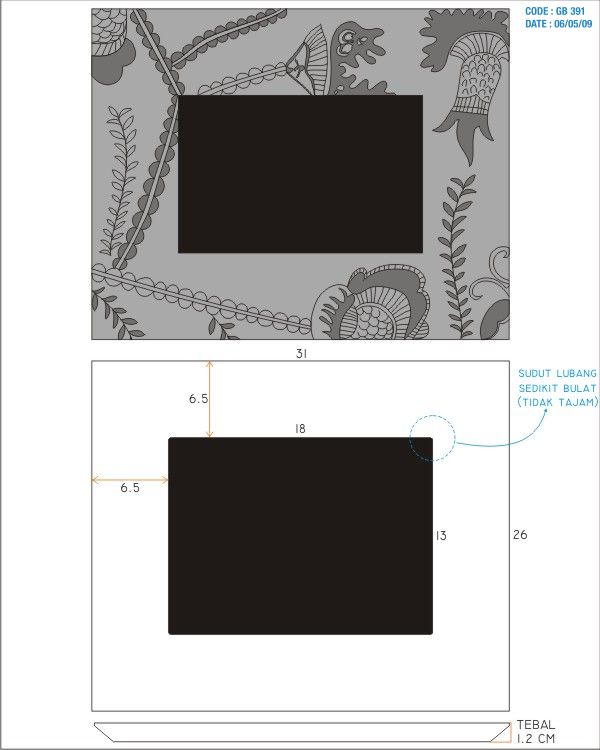 CODE : GB 391
DATE : 06/05/09
31
6.5
18
6.5
13
26
SUDUT LUBANG
SEDIKIT BULAT
(TIDAK TAJAM)
TEBAL
1.2 CM